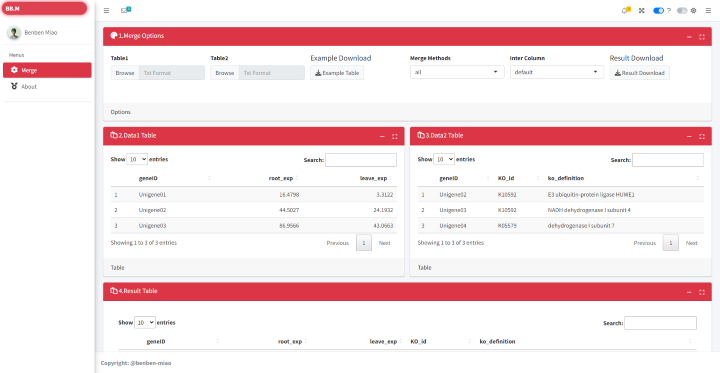 BB.M
Benben Miao
Menus
Merge
About
?
1.Merge Options
Table1
Table2
Example Download
Merge Methods
Inter Column
Result Download
Browse Txt Format
Browse Txt Format
Example Table
all
default
Result Download
Options
2.Data1 Table
Show 10 entries
Search:
geneID root_exp leave_exp
1 Unigene01 16.4798 3.3122
2 Unigene02 44.5027 24.1932
3 Unigene03 86.9566 43.0663
Showing 1 to 3 of 3 entries
Previous 1 Next
Table
3.Data2 Table
Show 10 entries
Search:
geneID KO_id ko_definition
1 Unigene02 K10592 E3 ubiquitin-protein ligase HUWE1
2 Unigene03 K10592 NADH dehydrogenase I subunit 4
3 Unigene04 K05579 dehydrogenase I subunit 7
Showing 1 to 3 of 3 entries
Previous 1 Next
Table
4.Result Table
Show 10 entries
Search:
geneID root_exp leave_exp KO_id ko_definition
Copyright: @benben-miao